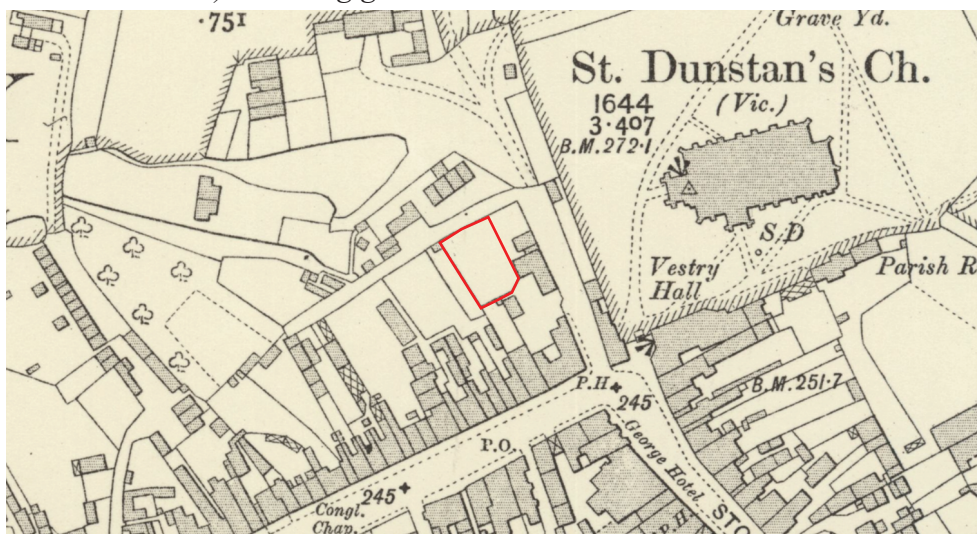 ·751
Grave Yd.
St. Dunstan's Ch.
(Vic.)
1644
3·407
B.M.272·1
S.D
Vestry
Hall
Parish R
P.H
245
B.M.251·7
George Hotel
P.O.
245
Congl.
Chap.
P.H
STO